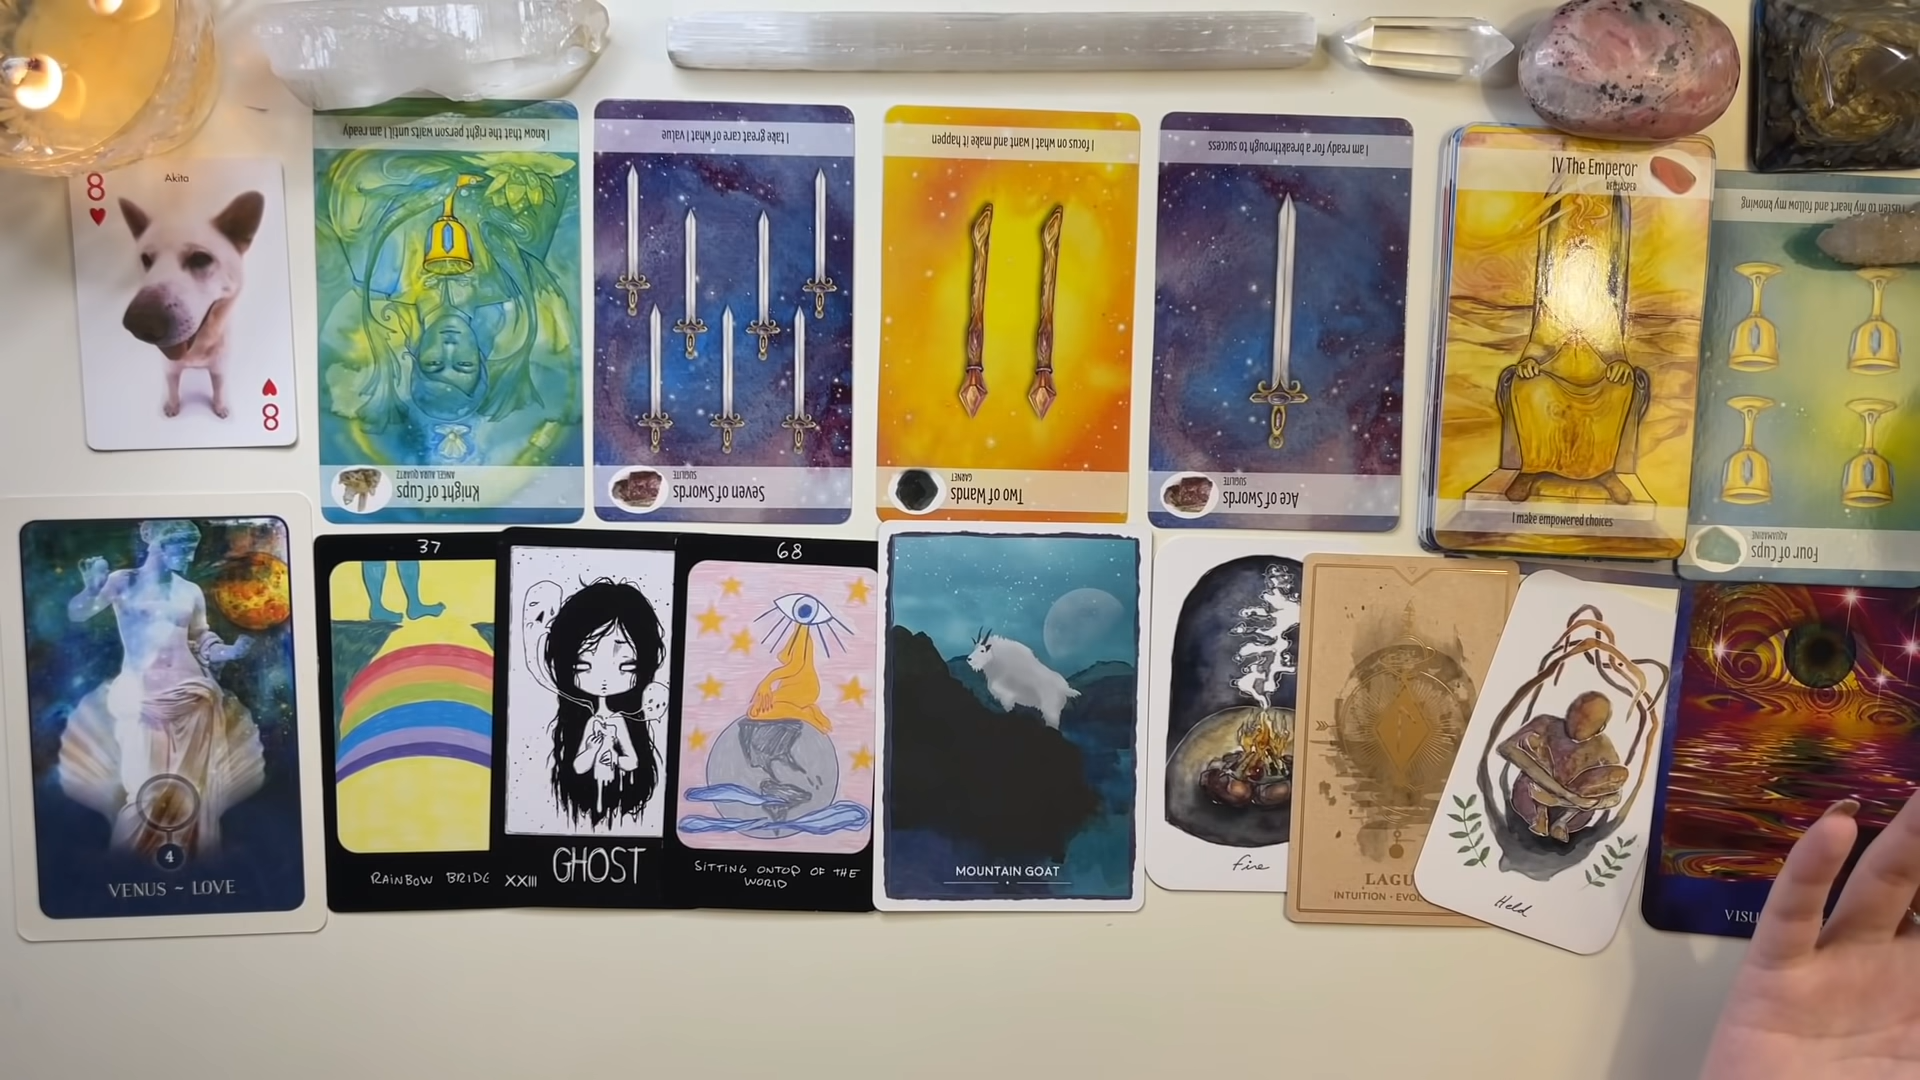 8
Akita
8
I know that the right person waits until I am ready
Knight of Cups
ANGEL AURA QUARTZ
I take great care of what I value
Seven of Swords
SUGILITE
I focus on what I want and make it happen
Two of Wands
GARNET
I am ready for a breakthrough to success
Ace of Swords
SUGILITE
IV The Emperor
RED JASPER
I make empowered choices
I listen to my heart and follow my knowing
Four of Cups
AQUAMARINE
4
VENUS ~ LOVE
37
RAINBOW BRIDG
XXIII GHOST
68
SITTING ONTOP OF THE
WORLD
MOUNTAIN GOAT
fire
LAGU
INTUITION · EVOL
Held
VISU